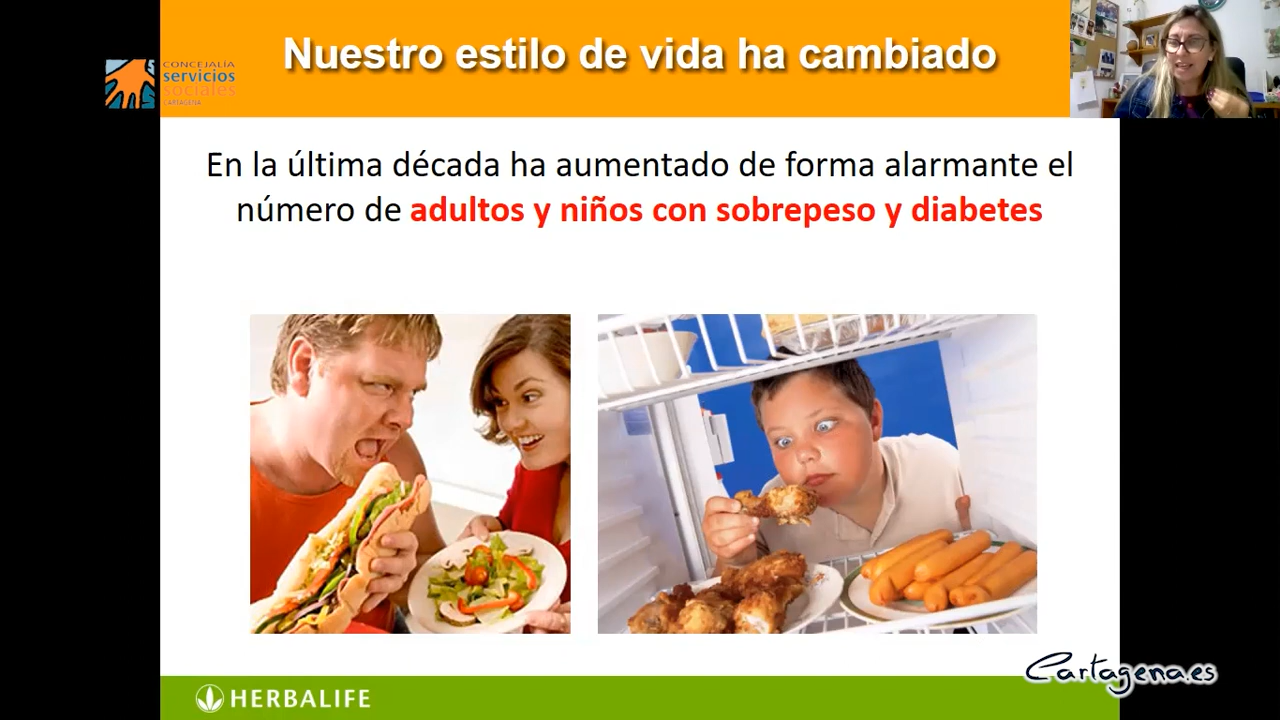 Nuestro estilo de vida ha cambiado
CONCEJALÍA
servicios
sociales
CARTAGENA
En la última década ha aumentado de forma alarmante el
número de adultos y niños con sobrepeso y diabetes
Cartagena.es
HERBALIFE